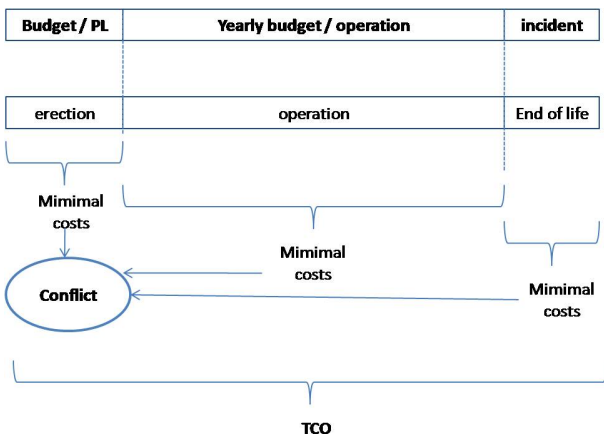 Budget / PL
Yearly budget / operation
incident
erection
operation
End of life
Mimimal
costs
Mimimal
costs
Mimimal
costs
Conflict
TCO